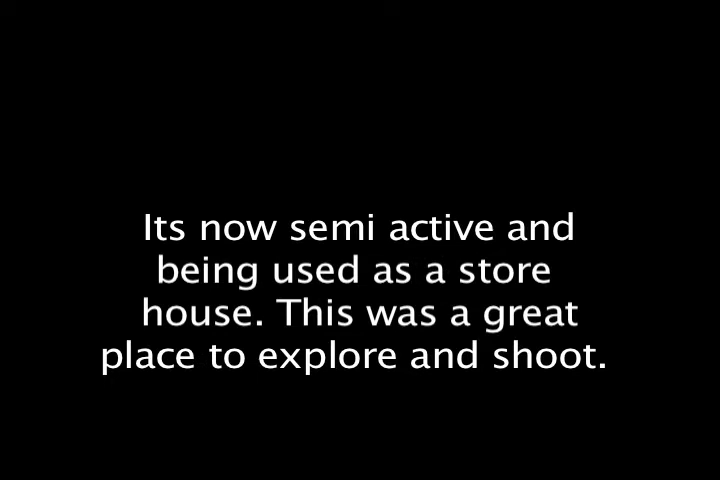 Its now semi active and
being used as a store
house. This was a great
place to explore and shoot.